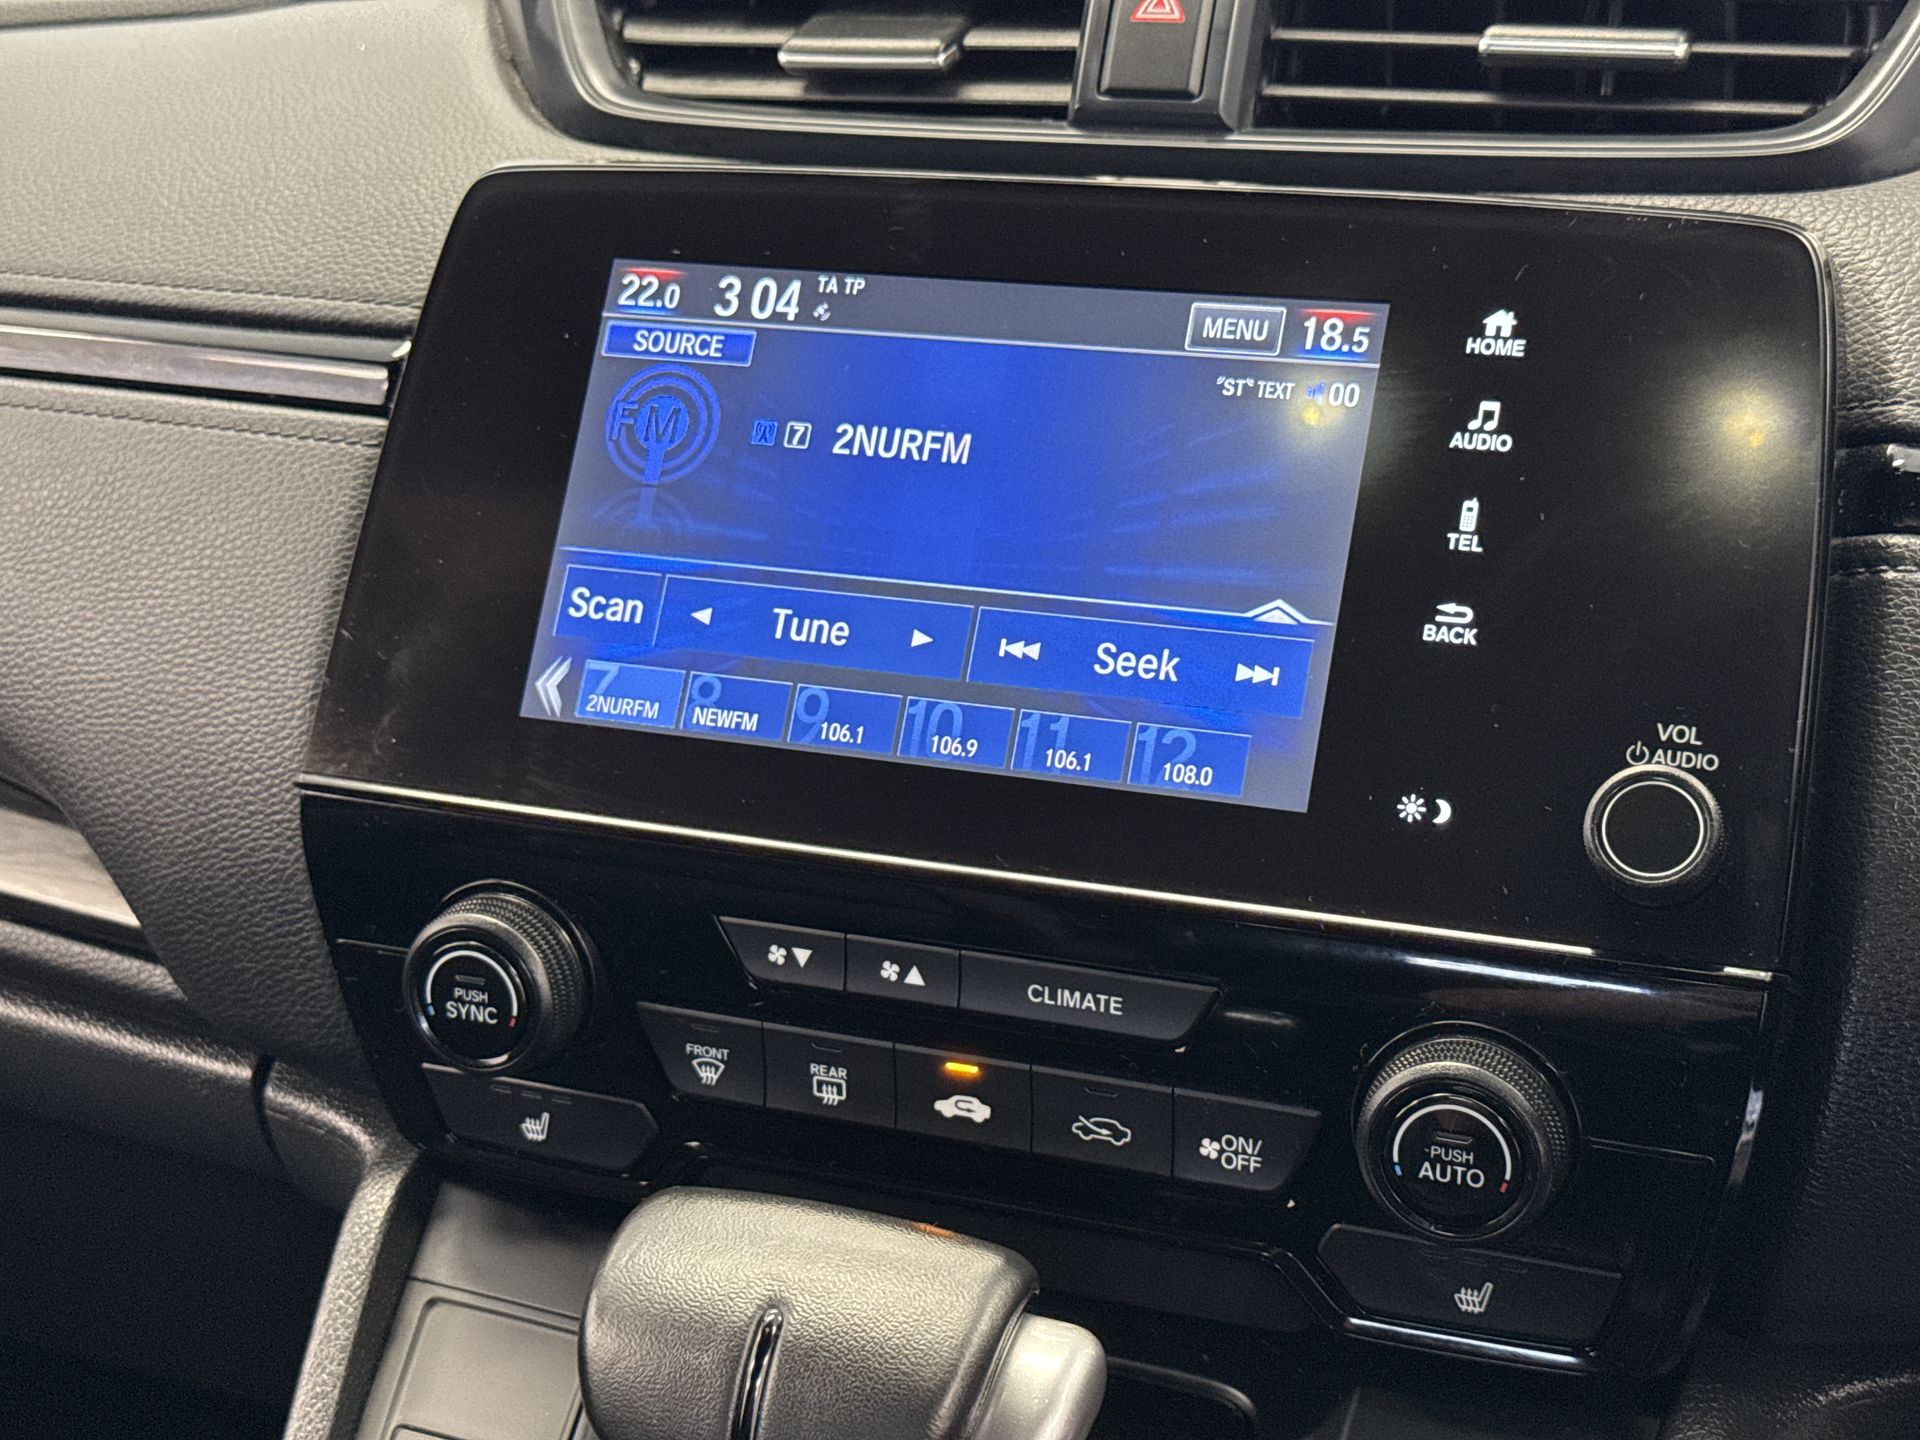 22.0 3 04 TA TP MENU 18.5
SOURCE
"ST" TEXT 00
FM 7 2NURFM
Scan Tune Seek
7 2NURFM
8 NEWFM
9 106.1
10 106.9
11 106.1
12 108.0
HOME
AUDIO
TEL
BACK
VOL
AUDIO
PUSH
SYNC
CLIMATE
FRONT
REAR
ON/
OFF
PUSH
AUTO